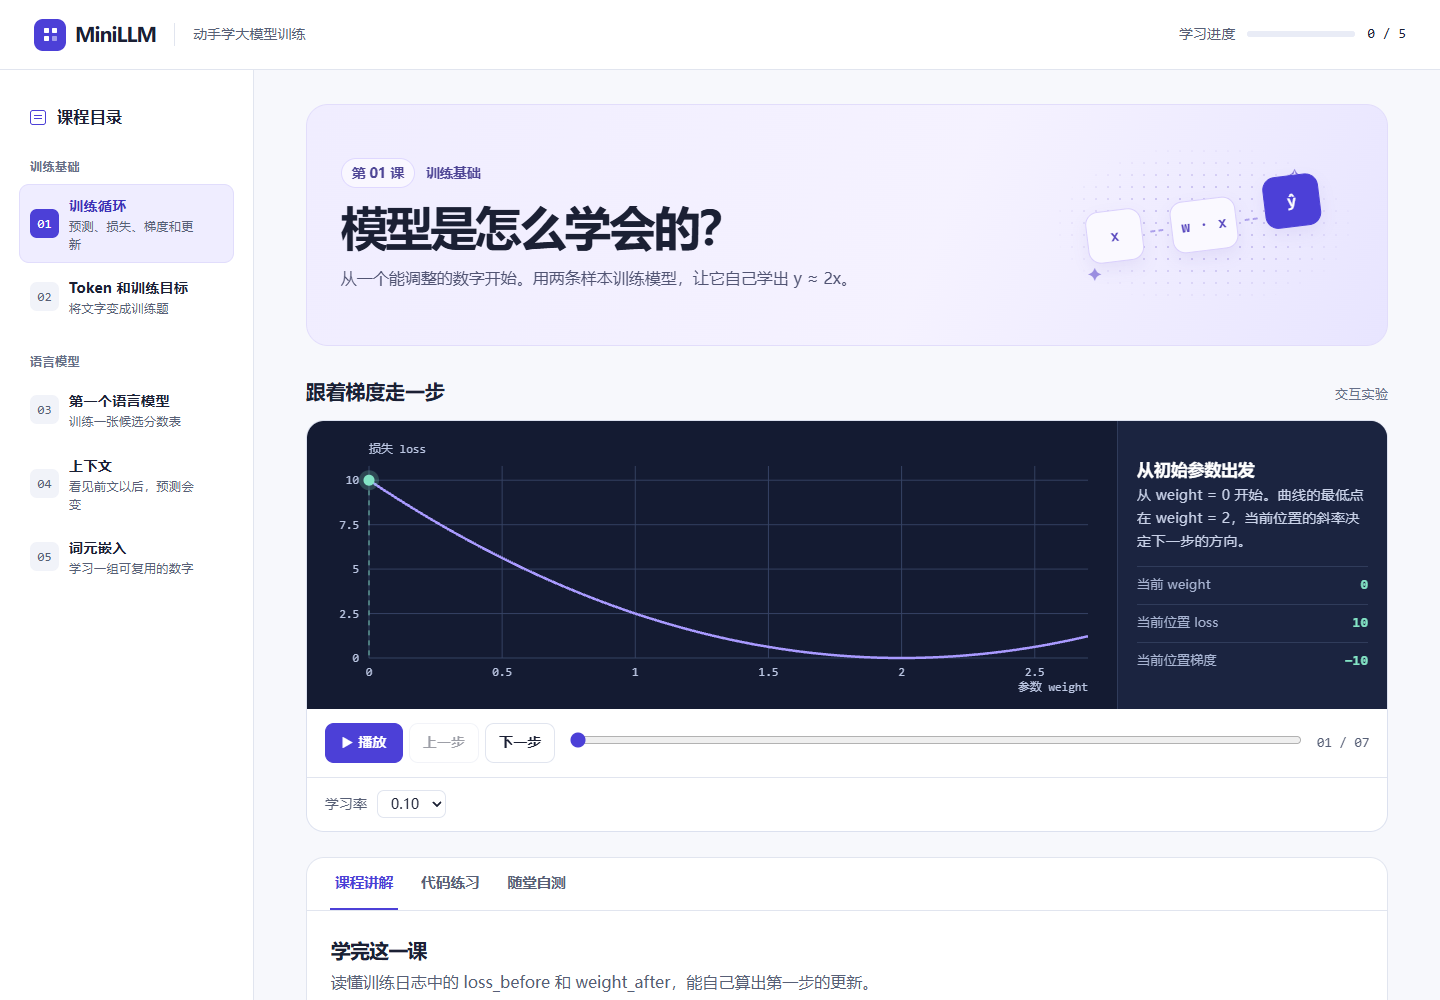 MiniLLM
动手学大模型训练
学习进度
0 / 5
课程目录
训练基础
01
训练循环
预测、损失、梯度和更
新
02
Token 和训练目标
将文字变成训练题
语言模型
03
第一个语言模型
训练一张候选分数表
04
上下文
看见前文以后，预测会
变
05
词元嵌入
学习一组可复用的数字
第 01 课
训练基础
模型是怎么学会的？
从一个能调整的数字开始。用两条样本训练模型，让它自己学出 y ≈ 2x。
x
w · x
ŷ
跟着梯度走一步
交互实验
损失 loss
10
7.5
5
2.5
0
0
0.5
1
1.5
2
2.5
参数 weight
从初始参数出发
从 weight = 0 开始。曲线的最低点
在 weight = 2，当前位置的斜率决
定下一步的方向。
当前 weight
0
当前位置 loss
10
当前位置梯度
−10
▶ 播放
上一步
下一步
01 / 07
学习率
0.10
课程讲解
代码练习
随堂自测
学完这一课
读懂训练日志中的 loss_before 和 weight_after，能自己算出第一步的更新。